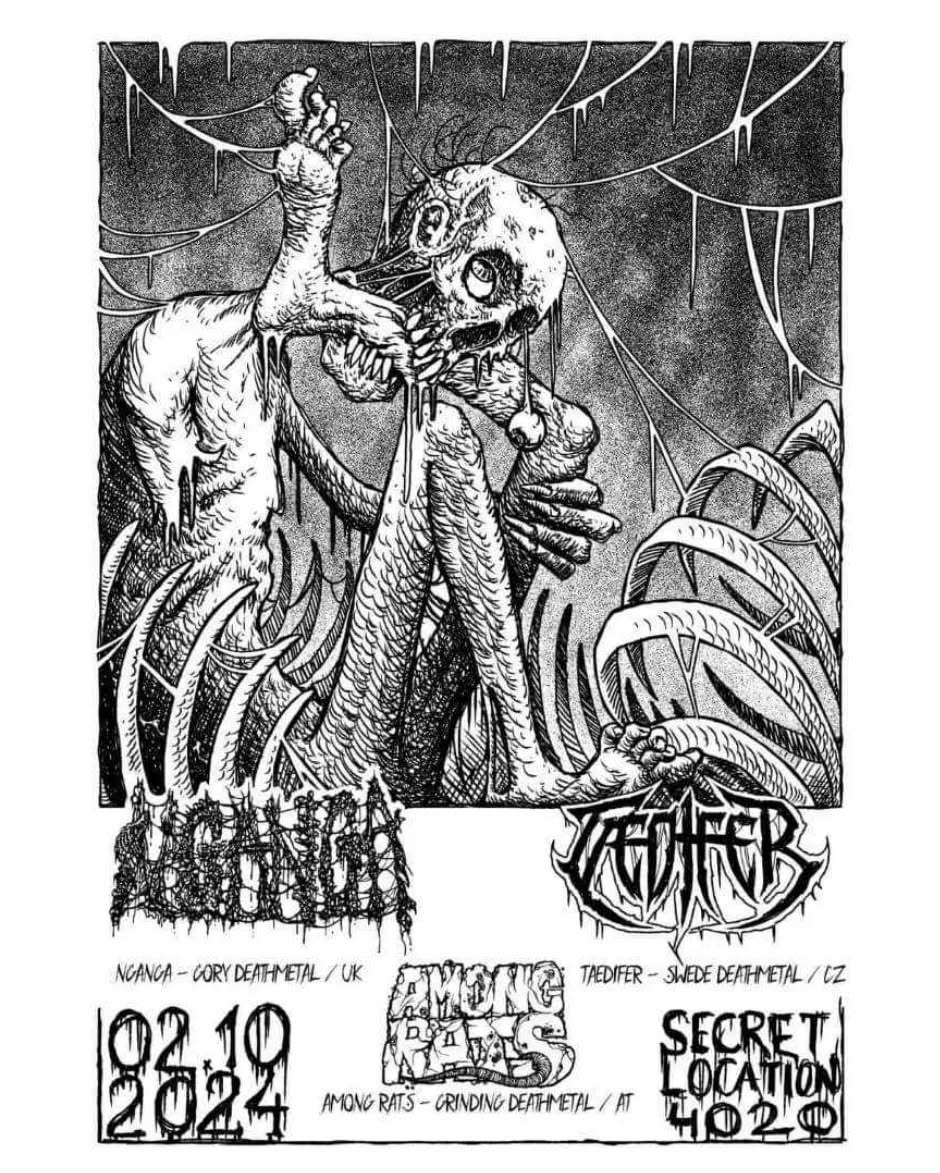 NGANGA
TÆDIFER
NGANGA – GORY DEATHMETAL / UK
TAEDIFER – SWEDE DEATHMETAL / CZ
AMONG
RATS
AMONG RATS – GRINDING DEATHMETAL / AT
02.10
2024
SECRET
LOCATION
4020